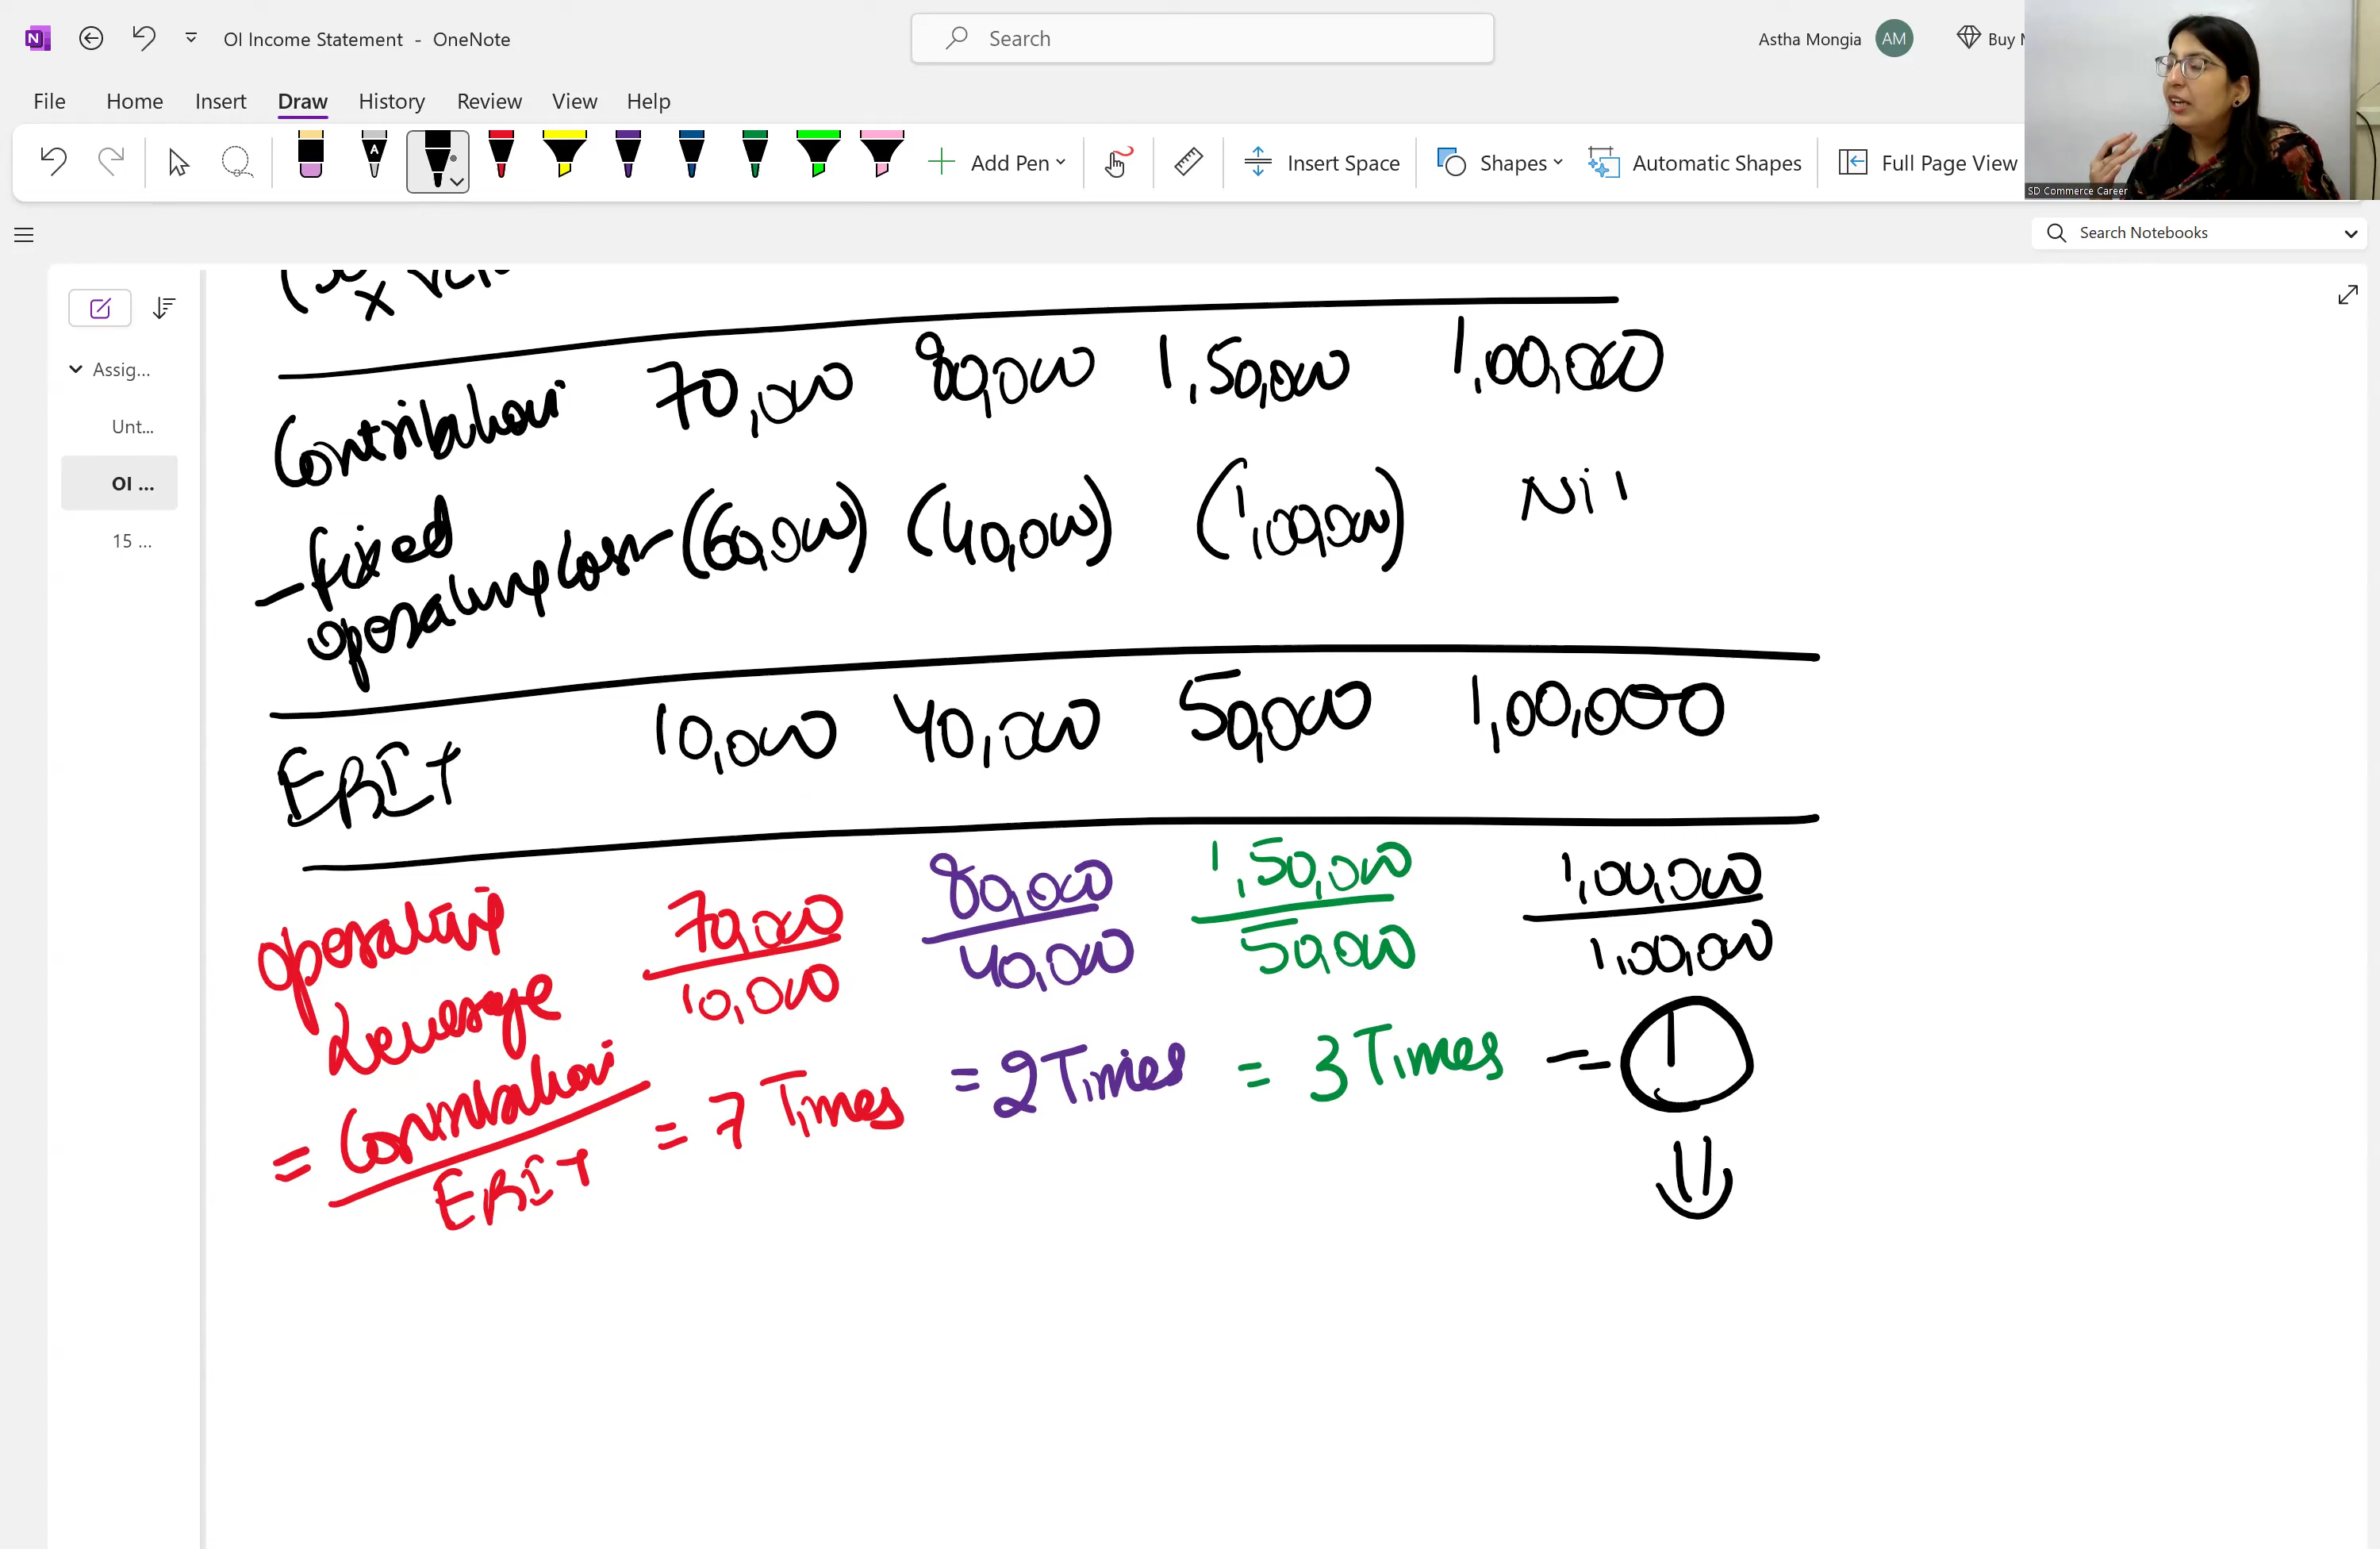 OI Income Statement - OneNote
Search
Astha Mongia AM
Buy
File Home Insert Draw History Review View Help
Add Pen Insert Space Shapes Automatic Shapes Full Page View
SD Commerce Career
Search Notebooks
Assig...
Unt...
OI ...
15 ...
Contribution 70,000 80,000 1,50,000 1,00,000
- fixed
operating cost (60,000) (40,000) (1,00,000) Nil
EBIT 10,000 40,000 50,000 1,00,000
Operating 70,000 80,000 1,50,000 1,00,000
Leverage 10,000 40,000 50,000 1,00,000
= Contribution = 7 Times = 2 Times = 3 Times = 1
EBIT